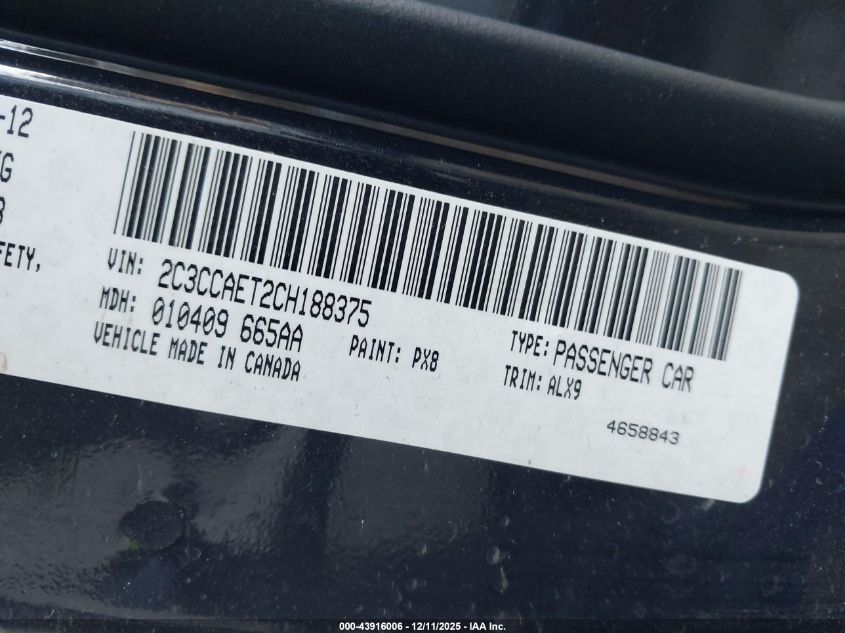 -12
G
3
FETY,
VIN: 2C3CCAET2CH188375
MDH: 010409 665AA
VEHICLE MADE IN CANADA
PAINT: PX8
TYPE: PASSENGER CAR
TRIM: ALX9
4658843
000-43916006 - 12/11/2025 - IAA Inc.